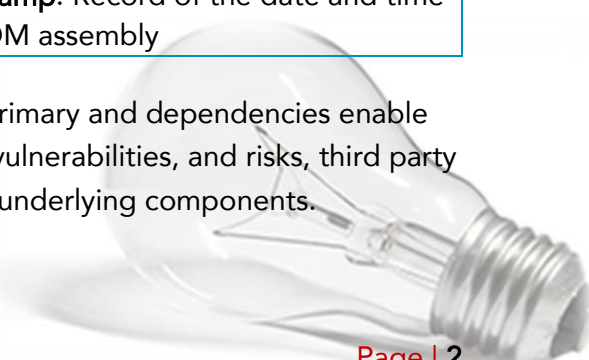 amp: Record of the date and time
OM assembly
rimary and dependencies enable
vulnerabilities, and risks, third party
underlying components.
Page | 2